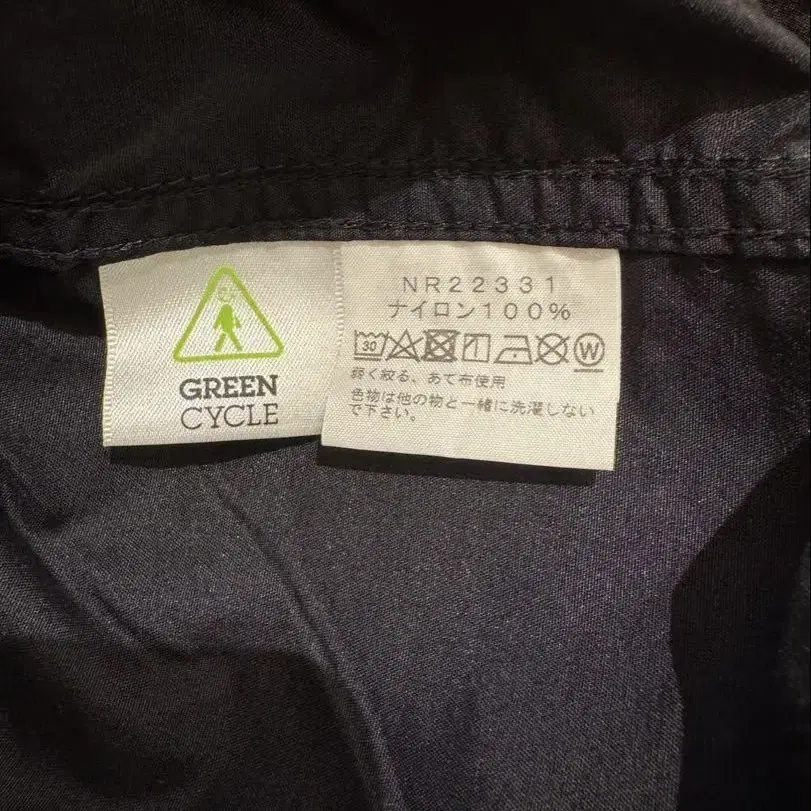 GREEN
CYCLE
NR22331
ナイロン100%
30
W
弱く絞る、あて布使用
色物は他の物と一緒に洗濯しない
で下さい。